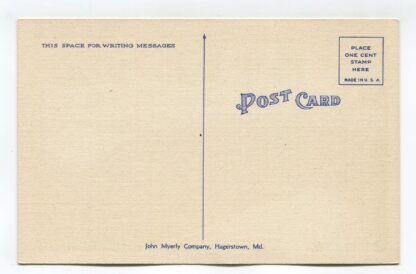 THIS SPACE FOR WRITING MESSAGES
PLACE
ONE CENT
STAMP
HERE
MADE IN U.S.A.
POST CARD
John Myerly Company, Hagerstown, Md.